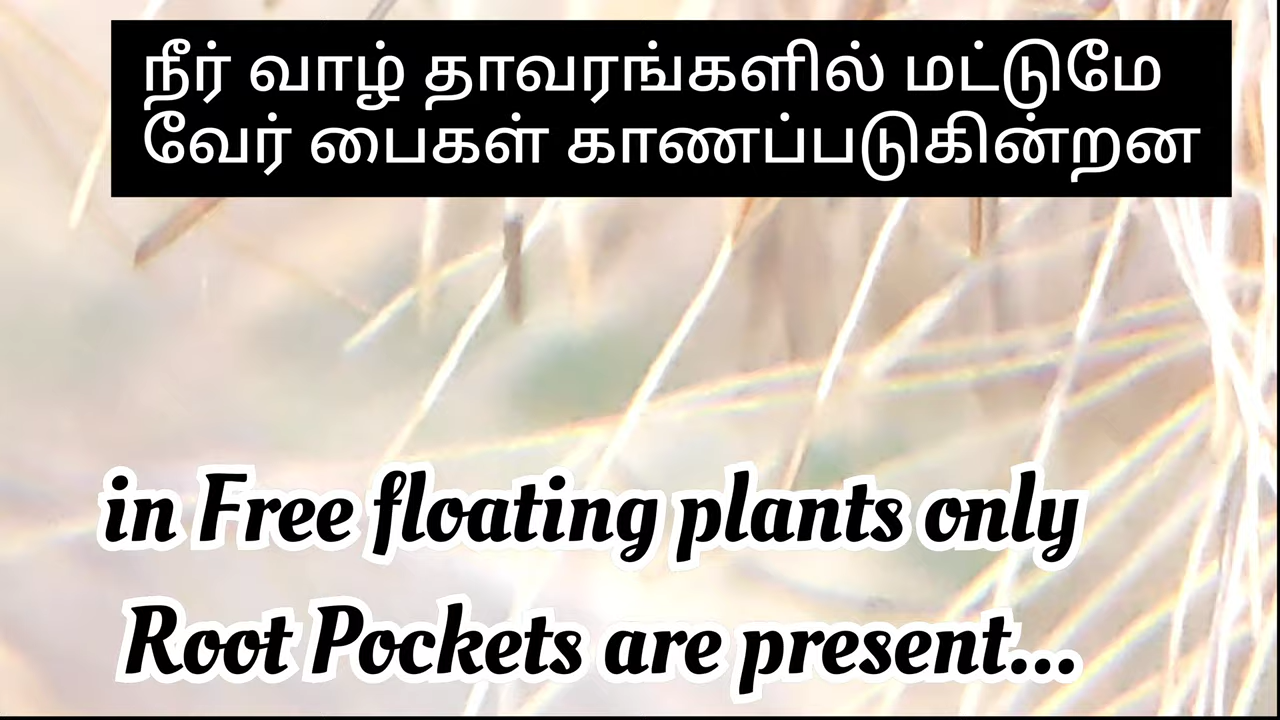 நீர் வாழ் தாவரங்களில் மட்டுமே
வேர் பைகள் காணப்படுகின்றன
in Free floating plants only
Root Pockets are present...